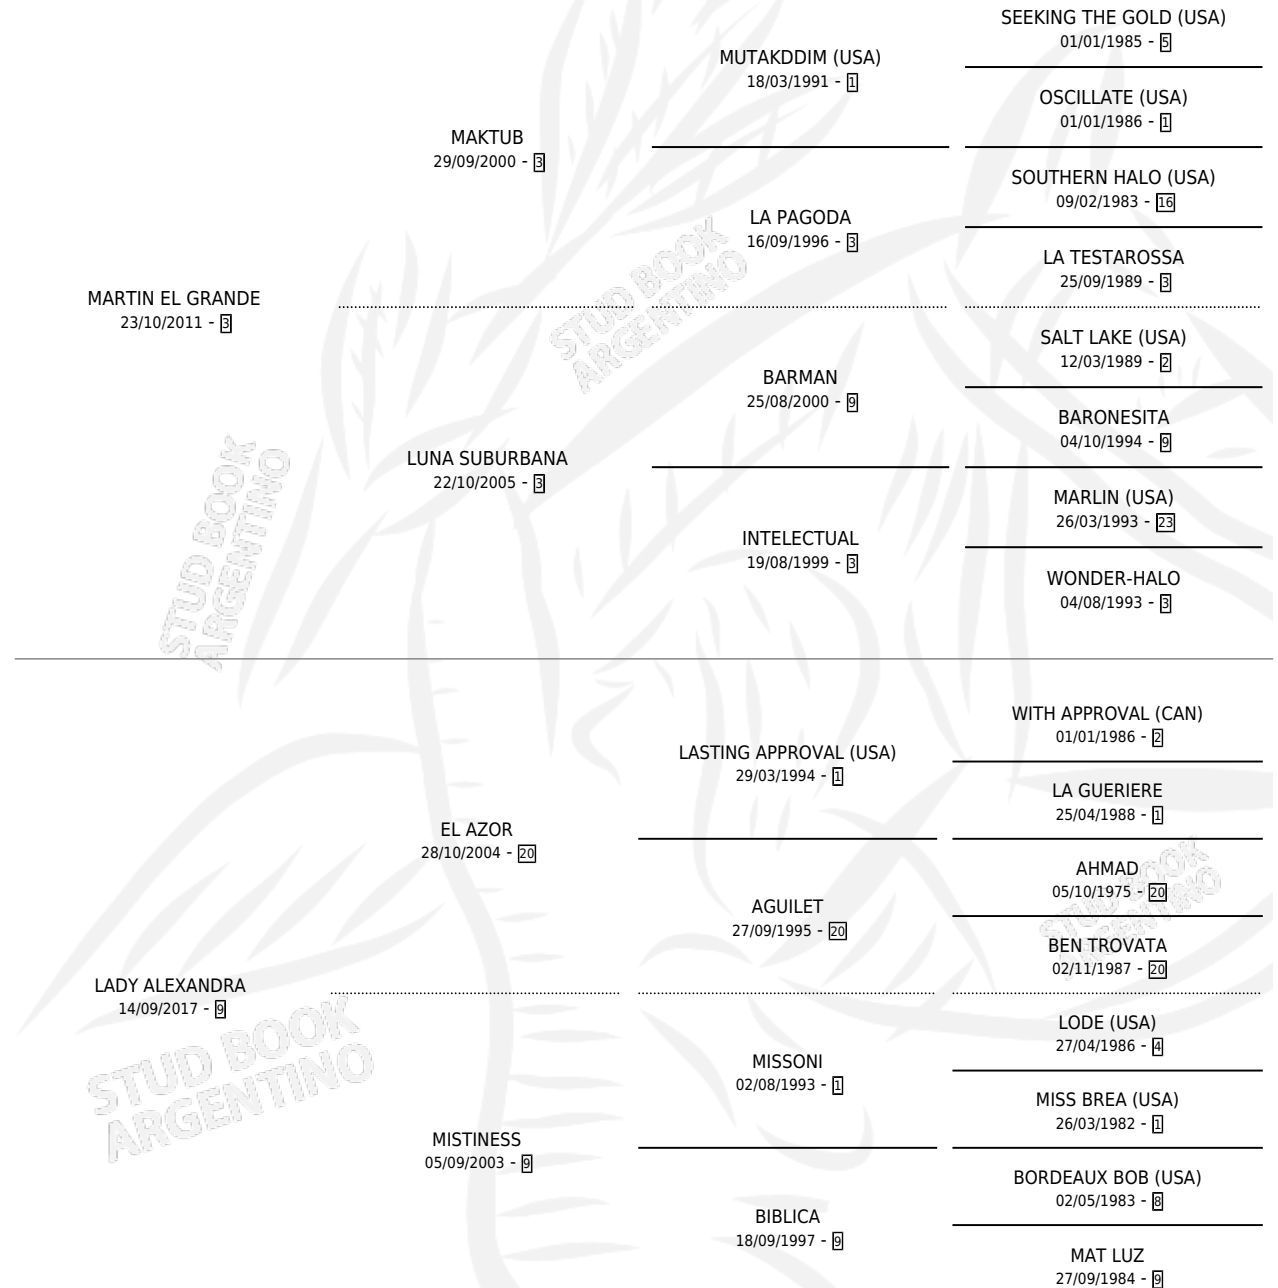 SEEKING THE GOLD (USA)
01/01/1985 - 5
MUTAKDDIM (USA)
18/03/1991 - 1
OSCILLATE (USA)
01/01/1986 - 1
MAKTUB
29/09/2000 - 3
SOUTHERN HALO (USA)
09/02/1983 - 16
LA PAGODA
16/09/1996 - 3
LA TESTAROSSA
25/09/1989 - 3
MARTIN EL GRANDE
23/10/2011 - 3
SALT LAKE (USA)
12/03/1989 - 2
BARMAN
25/08/2000 - 9
BARONESITA
04/10/1994 - 9
LUNA SUBURBANA
22/10/2005 - 3
MARLIN (USA)
26/03/1993 - 23
INTELECTUAL
19/08/1999 - 3
WONDER-HALO
04/08/1993 - 3
STUD BOOK
ARGENTINO
STUD BOOK
ARGENTINO
WITH APPROVAL (CAN)
01/01/1986 - 2
LASTING APPROVAL (USA)
29/03/1994 - 1
LA GUERIERE
25/04/1988 - 1
EL AZOR
28/10/2004 - 20
AHMAD
05/10/1975 - 20
AGUILET
27/09/1995 - 20
BEN TROVATA
02/11/1987 - 20
LADY ALEXANDRA
14/09/2017 - 9
LODE (USA)
27/04/1986 - 4
MISSONI
02/08/1993 - 1
MISS BREA (USA)
26/03/1982 - 1
MISTINESS
05/09/2003 - 9
BORDEAUX BOB (USA)
02/05/1983 - 8
BIBLICA
18/09/1997 - 9
MAT LUZ
27/09/1984 - 9
STUD BOOK
ARGENTINO
STUD BOOK
ARGENTINO